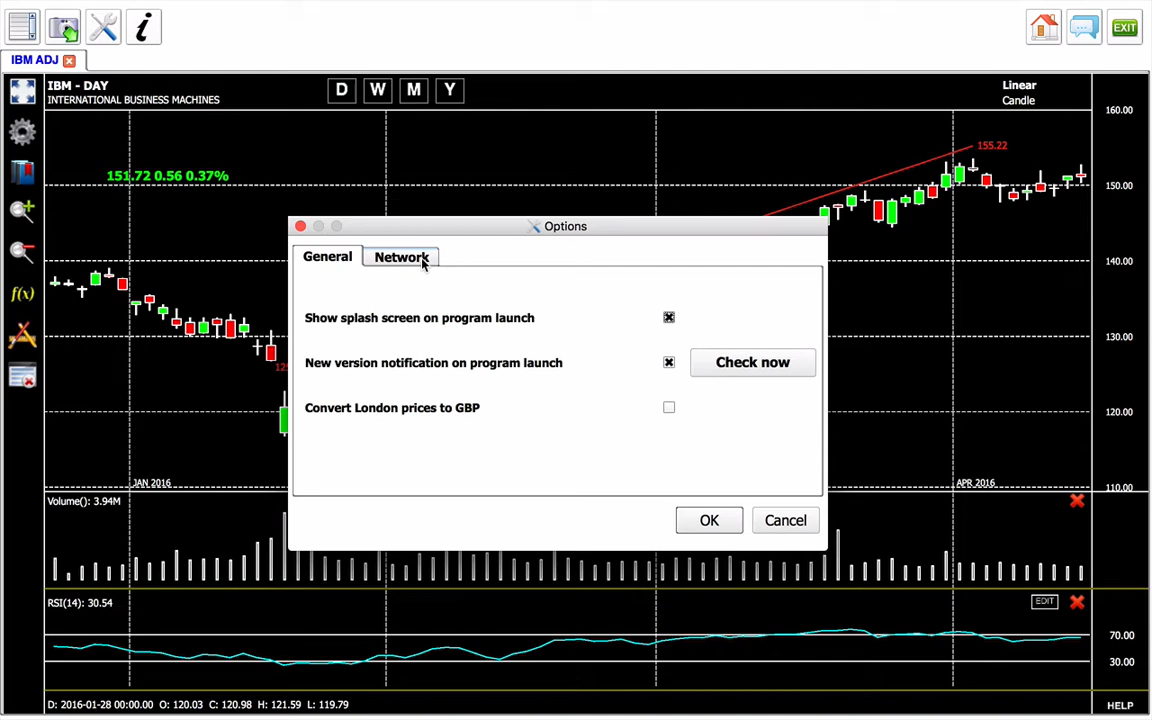 EXIT
IBM ADJ
IBM - DAY
INTERNATIONAL BUSINESS MACHINES
D W M Y
Linear
Candle
160.00
155.22
151.72 0.56 0.37%
150.00
Options
General
Network
140.00
Show splash screen on program launch
f(x)
130.00
New version notification on program launch
Check now
Convert London prices to GBP
120.00
JAN 2016
APR 2016
110.00
Volume(): 3.94M
OK
Cancel
RSI(14): 30.54
EDIT
70.00
30.00
D: 2016-01-28 00:00.00 O: 120.03 C: 120.98 H: 121.59 L: 119.79
HELP